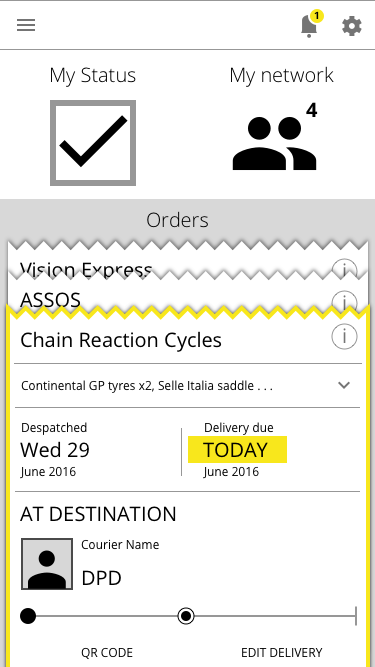 1
My Status
My network
4
Orders
Vision Express
ASSOS
Chain Reaction Cycles
Continental GP tyres x2, Selle Italia saddle . . .
Despatched
Delivery due
Wed 29
TODAY
June 2016
June 2016
AT DESTINATION
Courier Name
DPD
QR CODE
EDIT DELIVERY